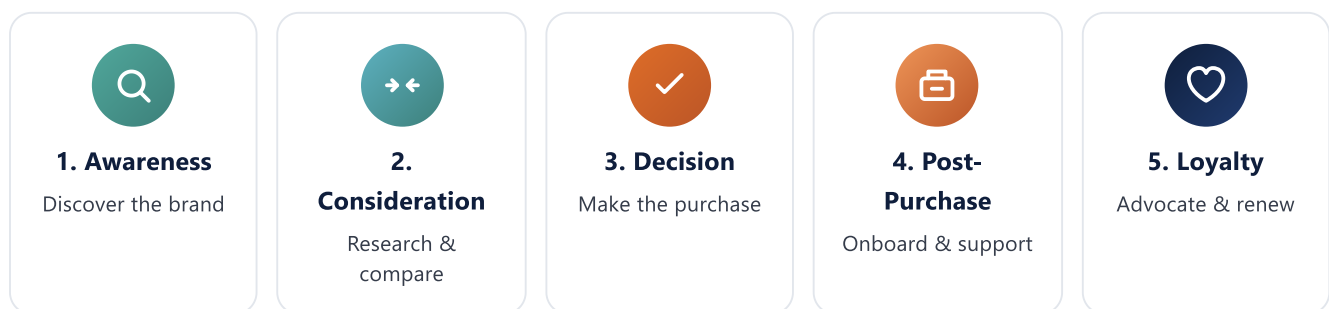 1. Awareness
Discover the brand
2.
Consideration
Research &
compare
3. Decision
Make the purchase
4. Post-
Purchase
Onboard & support
5. Loyalty
Advocate & renew